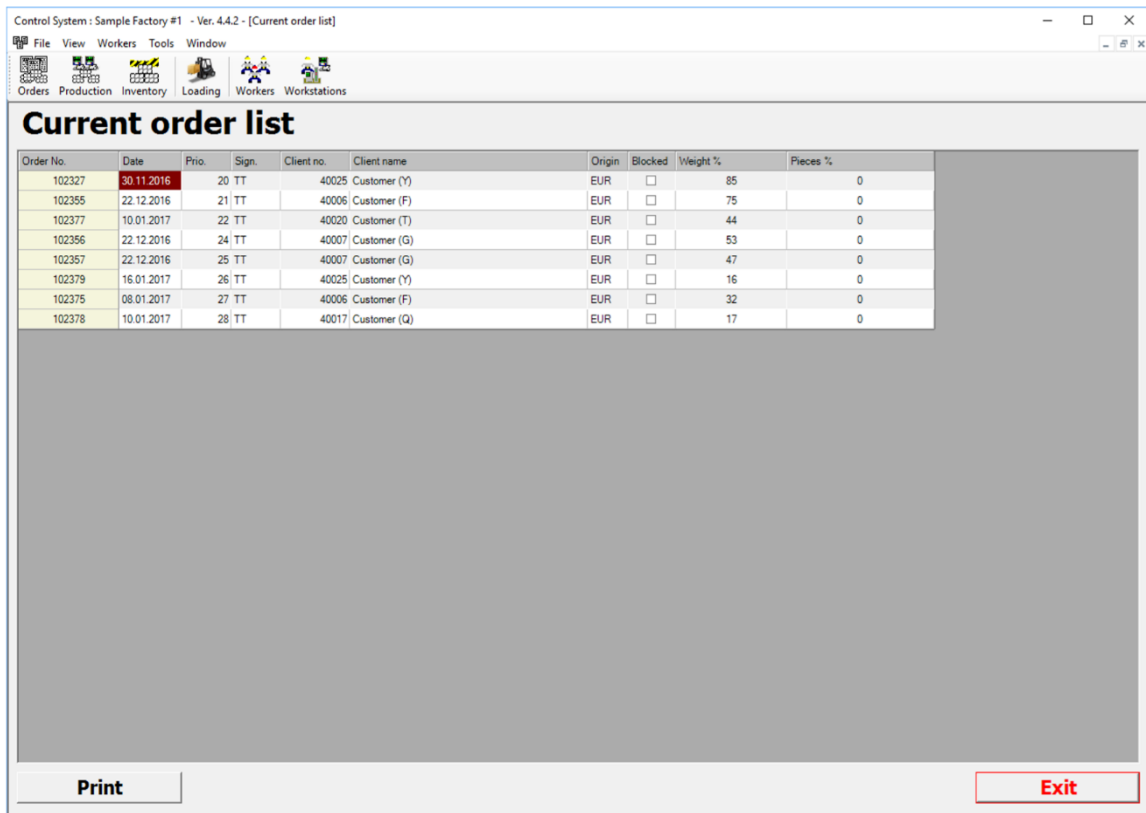 Control System : Sample Factory #1 - Ver. 4.4.2 - [Current order list]
File View Workers Tools Window
Orders Production Inventory Loading Workers Workstations
Current order list
Order No. Date Prio. Sign. Client no. Client name Origin Blocked Weight % Pieces %
102327 30.11.2016 20 TT 40025 Customer (Y) EUR 85 0
102355 22.12.2016 21 TT 40006 Customer (F) EUR 75 0
102377 10.01.2017 22 TT 40020 Customer (T) EUR 44 0
102356 22.12.2016 24 TT 40007 Customer (G) EUR 53 0
102357 22.12.2016 25 TT 40007 Customer (G) EUR 47 0
102379 16.01.2017 26 TT 40025 Customer (Y) EUR 16 0
102375 08.01.2017 27 TT 40006 Customer (F) EUR 32 0
102378 10.01.2017 28 TT 40017 Customer (Q) EUR 17 0
Print Exit